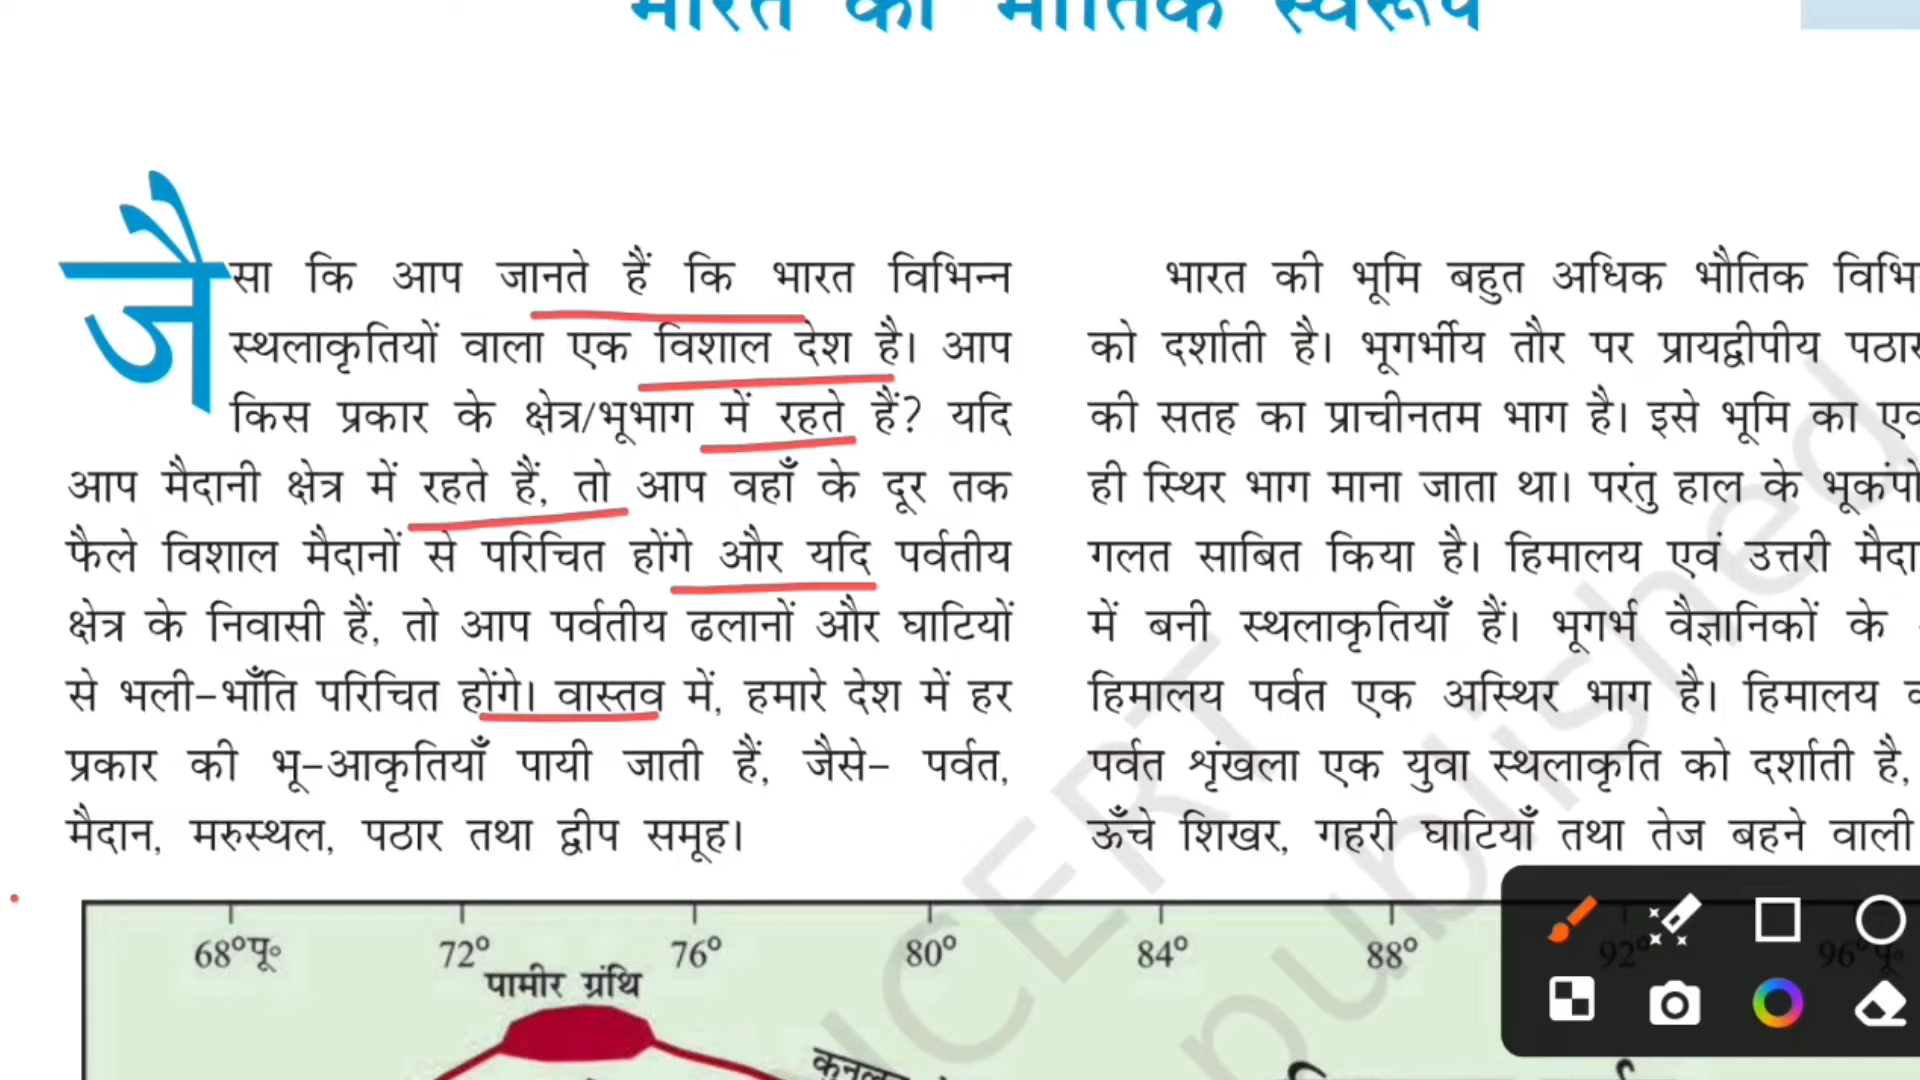 भारत का भौतिक स्वरूप
जैसा कि आप जानते हैं कि भारत विभिन्न
स्थलाकृतियों वाला एक विशाल देश है। आप
किस प्रकार के क्षेत्र/भूभाग में रहते हैं? यदि
आप मैदानी क्षेत्र में रहते हैं, तो आप वहाँ के दूर तक
फैले विशाल मैदानों से परिचित होंगे और यदि पर्वतीय
क्षेत्र के निवासी हैं, तो आप पर्वतीय ढलानों और घाटियों
से भली-भाँति परिचित होंगे। वास्तव में, हमारे देश में हर
प्रकार की भू-आकृतियाँ पायी जाती हैं, जैसे- पर्वत,
मैदान, मरुस्थल, पठार तथा द्वीप समूह।
भारत की भूमि बहुत अधिक भौतिक
को दर्शाती है। भूगर्भीय तौर पर प्रायद्वीपीय
की सतह का प्राचीनतम भाग है। इसे भूमि का
ही स्थिर भाग माना जाता था। परंतु हाल के
गलत साबित किया है। हिमालय एवं उत्तरी
में बनी स्थलाकृतियाँ हैं। भूगर्भ वैज्ञानिकों के
हिमालय पर्वत एक अस्थिर भाग है। हिमालय
पर्वत शृंखला एक युवा स्थलाकृति को दर्शाती है,
ऊँचे शिखर, गहरी घाटियाँ तथा तेज बहने वाली
68°पू॰ 72° 76° 80° 84° 88° 92° 96°पू॰
पामीर ग्रंथि
NCERT
published